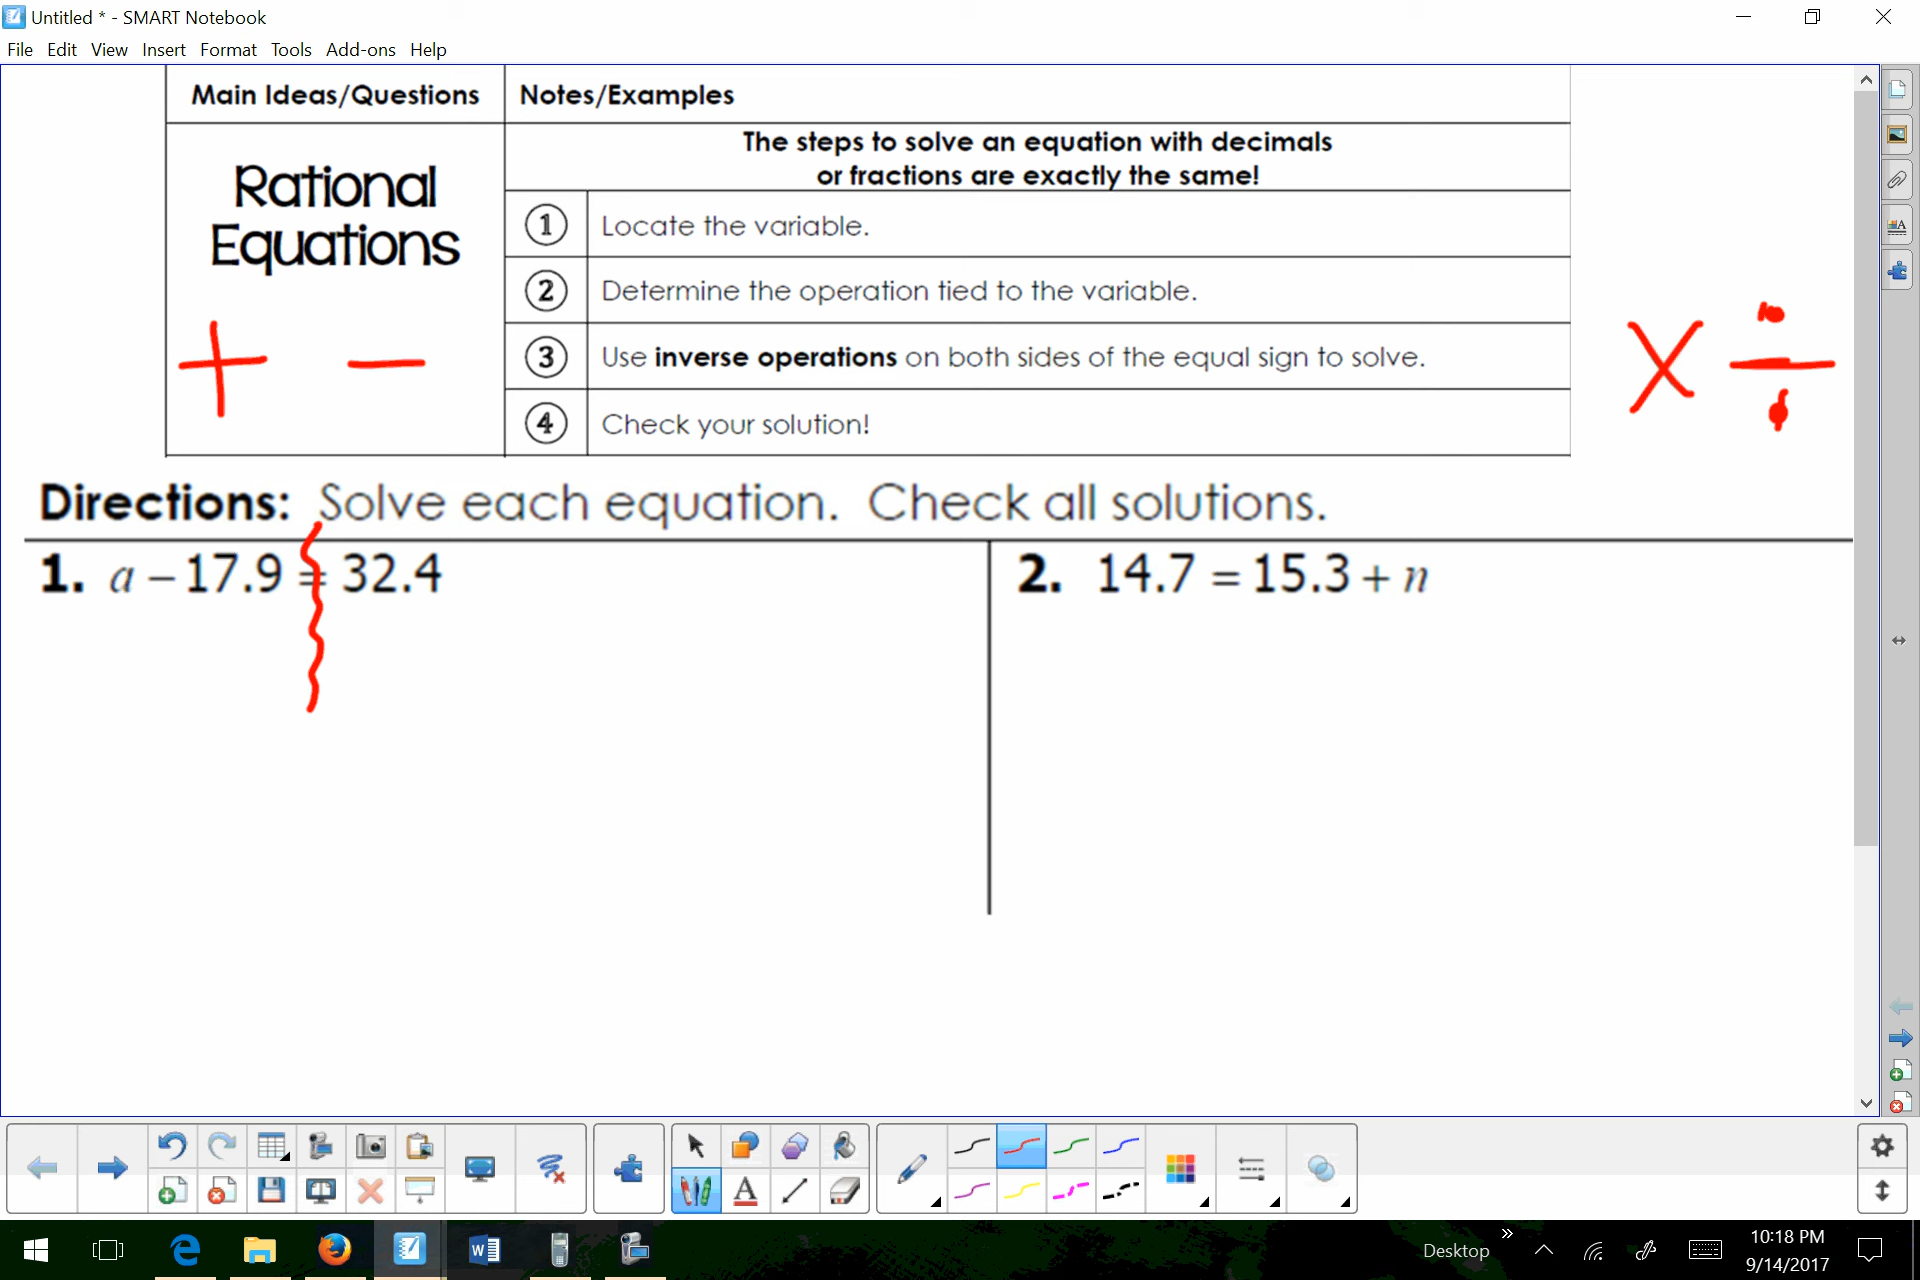 Untitled * - SMART Notebook
File Edit View Insert Format Tools Add-ons Help
Main Ideas/Questions Notes/Examples
Rational
Equations
+ −
The steps to solve an equation with decimals
or fractions are exactly the same!
1 Locate the variable.
2 Determine the operation tied to the variable.
3 Use inverse operations on both sides of the equal sign to solve.
4 Check your solution!
X ÷
Directions: Solve each equation. Check all solutions.
1. a − 17.9 = 32.4
2. 14.7 = 15.3 + n
Desktop
10:18 PM
9/14/2017